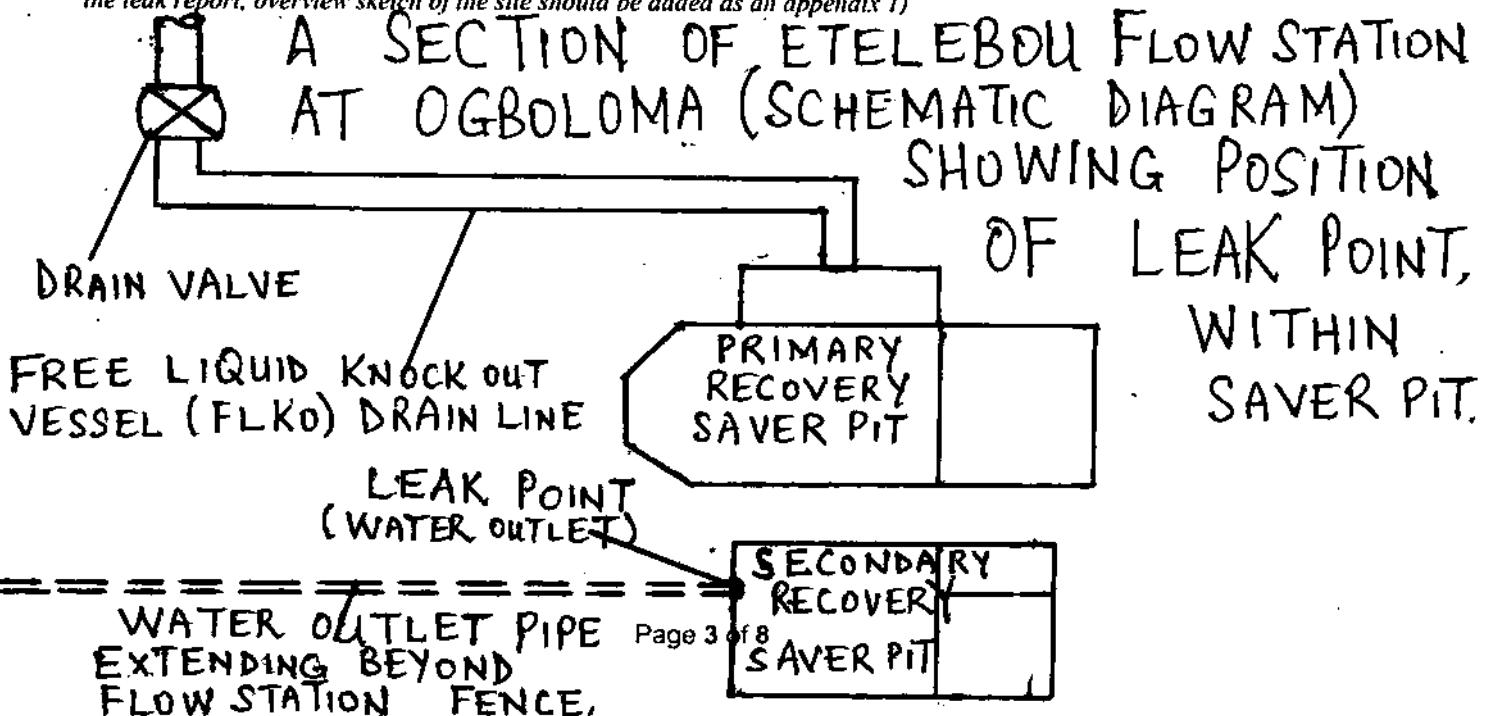 the leak report, overview sketch of the site should be added as an appendix 1)
A SECTION OF ETELEBOU FLOW STATION
AT OGBOLOMA (SCHEMATIC DIAGRAM)
SHOWING POSITION
OF LEAK POINT,
WITHIN
SAVER PIT.
DRAIN VALVE
FREE LIQUID KNOCK OUT
VESSEL (FLKO) DRAIN LINE
PRIMARY
RECOVERY
SAVER PIT
LEAK POINT
(WATER OUTLET)
SECONDARY
RECOVERY
SAVER PIT
WATER OUTLET PIPE
EXTENDING BEYOND
FLOW STATION FENCE.
Page 3 of 8